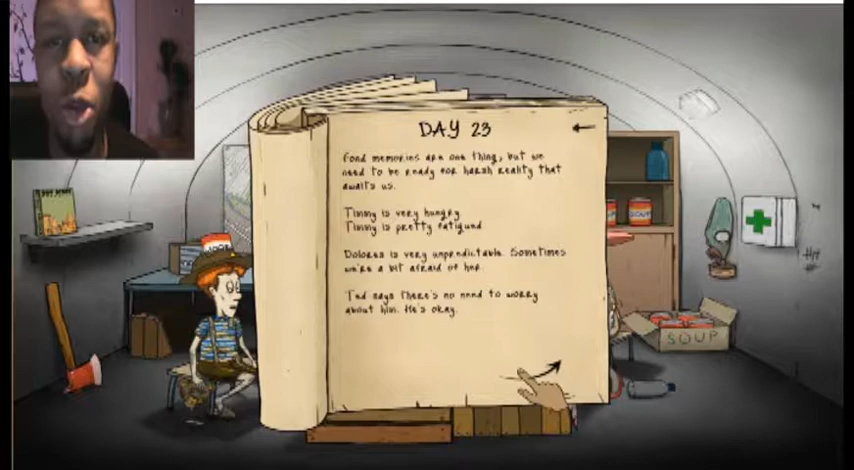 DAY 23
Fond memories are one thing, but we
need to be ready for harsh reality that
awaits us.
Timmy is very hungry
Timmy is pretty fatigued
Dolores is very unpredictable. Sometimes
we're a bit afraid of her.
Ted says there's no need to worry
about him. He's okay.
SOUP
SOUP
SOUP